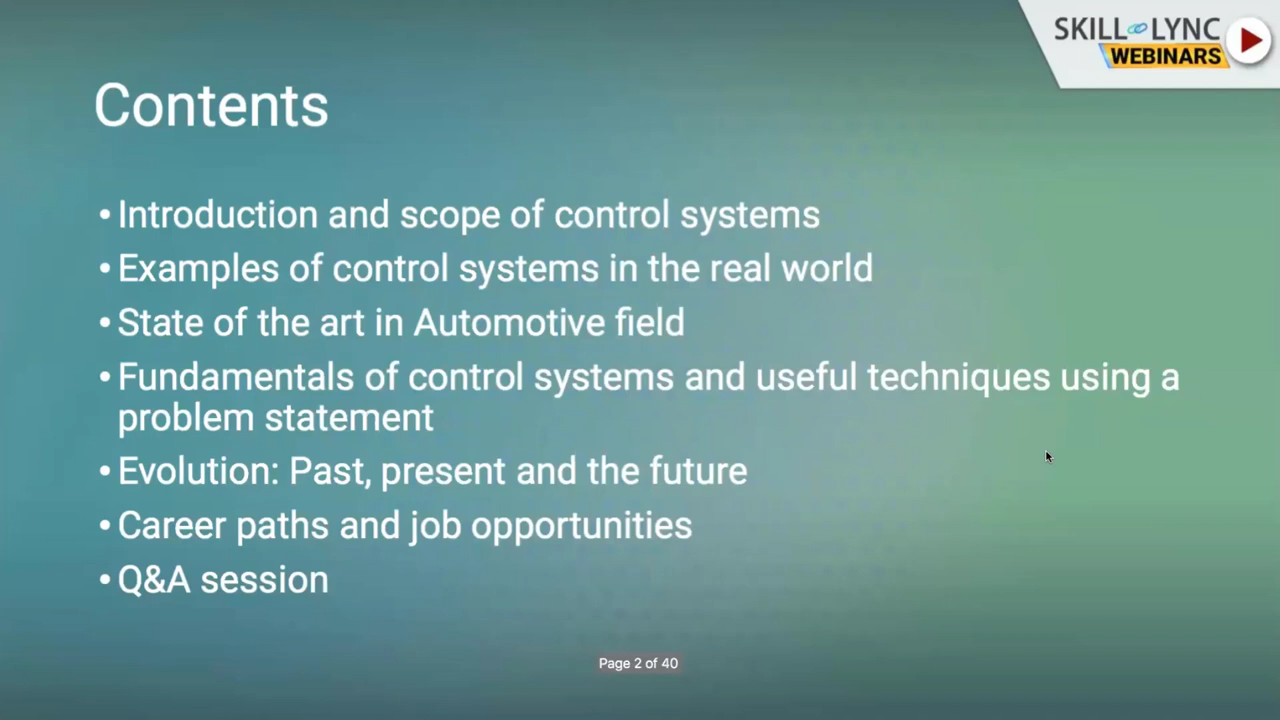 SKILL LYNC
WEBINARS
Contents
• Introduction and scope of control systems
• Examples of control systems in the real world
• State of the art in Automotive field
• Fundamentals of control systems and useful techniques using a
problem statement
• Evolution: Past, present and the future
• Career paths and job opportunities
• Q&A session
Page 2 of 40